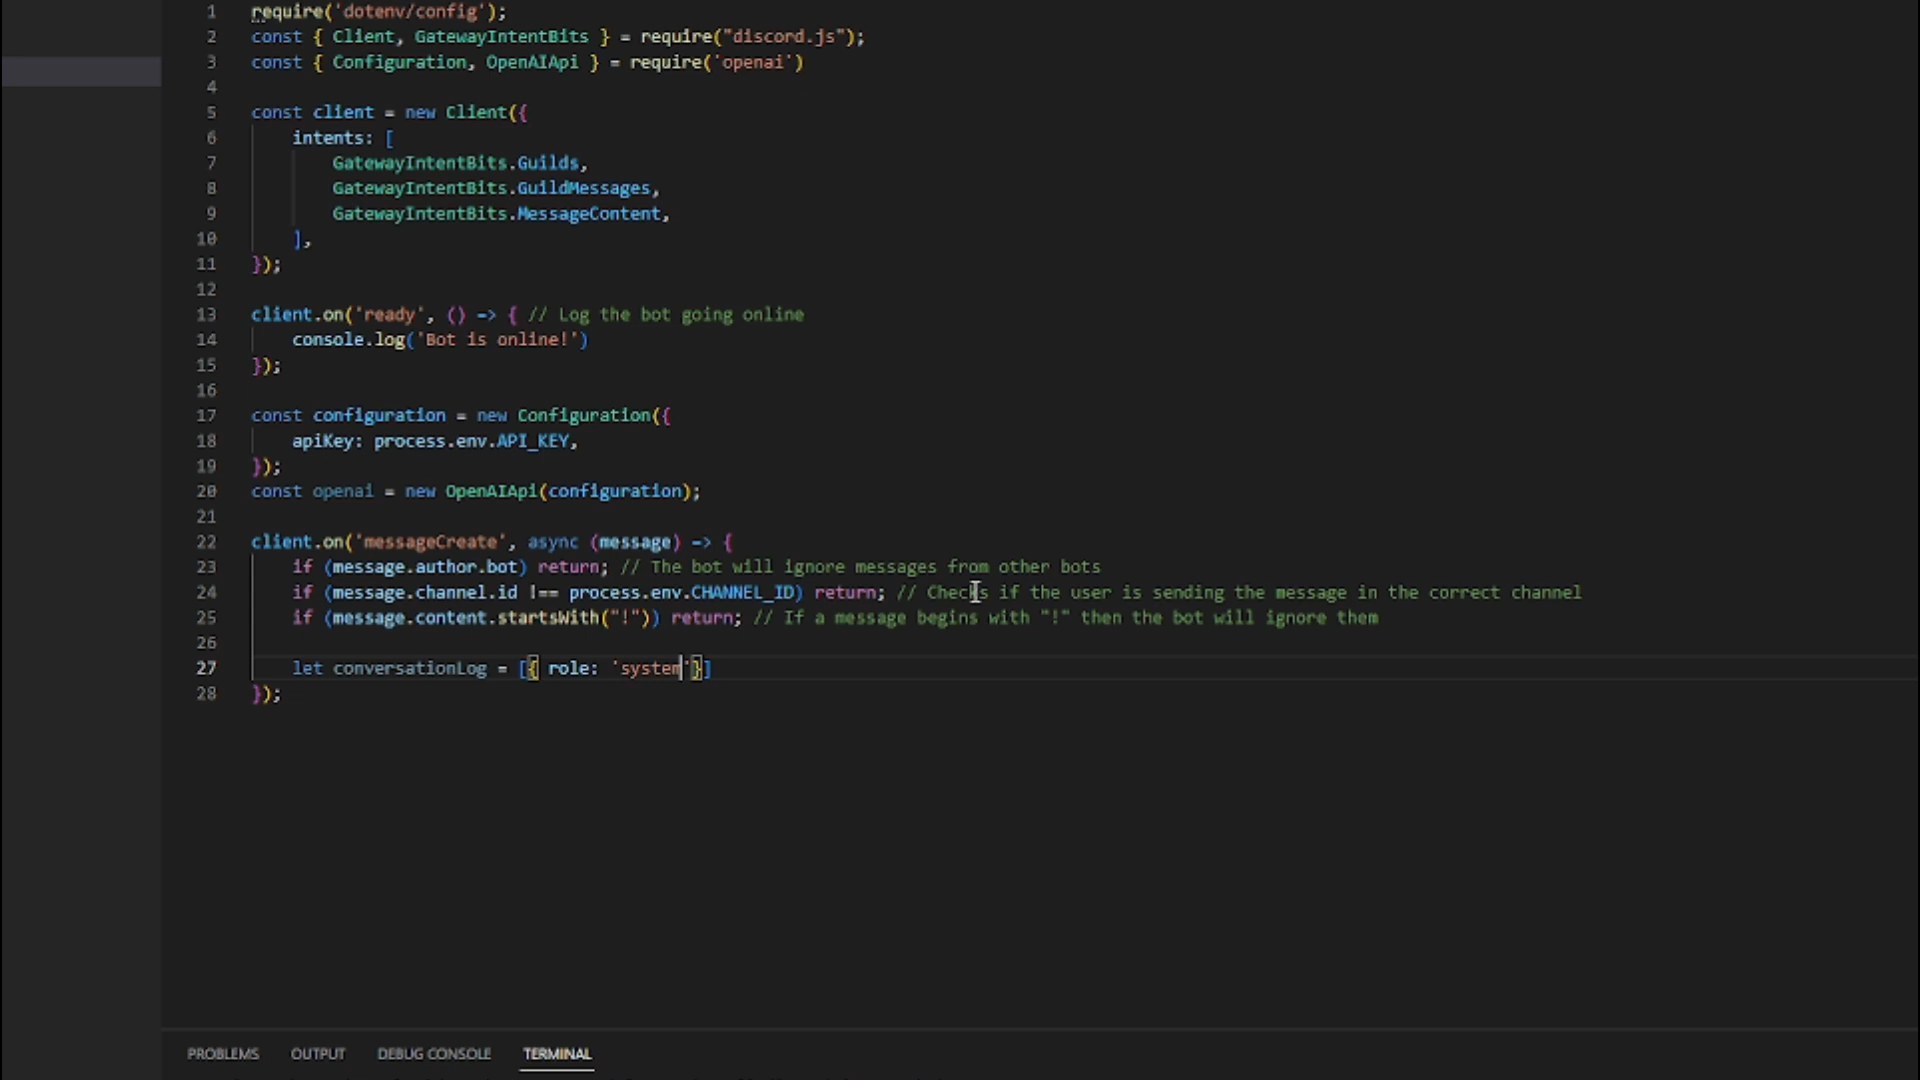 1 require('dotenv/config');
2 const { Client, GatewayIntentBits } = require("discord.js");
3 const { Configuration, OpenAIApi } = require('openai')
4
5 const client = new Client({
6 intents: [
7 GatewayIntentBits.Guilds,
8 GatewayIntentBits.GuildMessages,
9 GatewayIntentBits.MessageContent,
10 ],
11 });
12
13 client.on('ready', () => { // Log the bot going online
14 console.log('Bot is online!')
15 });
16
17 const configuration = new Configuration({
18 apiKey: process.env.API_KEY,
19 });
20 const openai = new OpenAIApi(configuration);
21
22 client.on('messageCreate', async (message) => {
23 if (message.author.bot) return; // The bot will ignore messages from other bots
24 if (message.channel.id !== process.env.CHANNEL_ID) return; // Checks if the user is sending the message in the correct channel
25 if (message.content.startsWith("!")) return; // If a message begins with "!" then the bot will ignore them
26
27 let conversationLog = [{ role: 'system'}]
28 });
PROBLEMS OUTPUT DEBUG CONSOLE TERMINAL